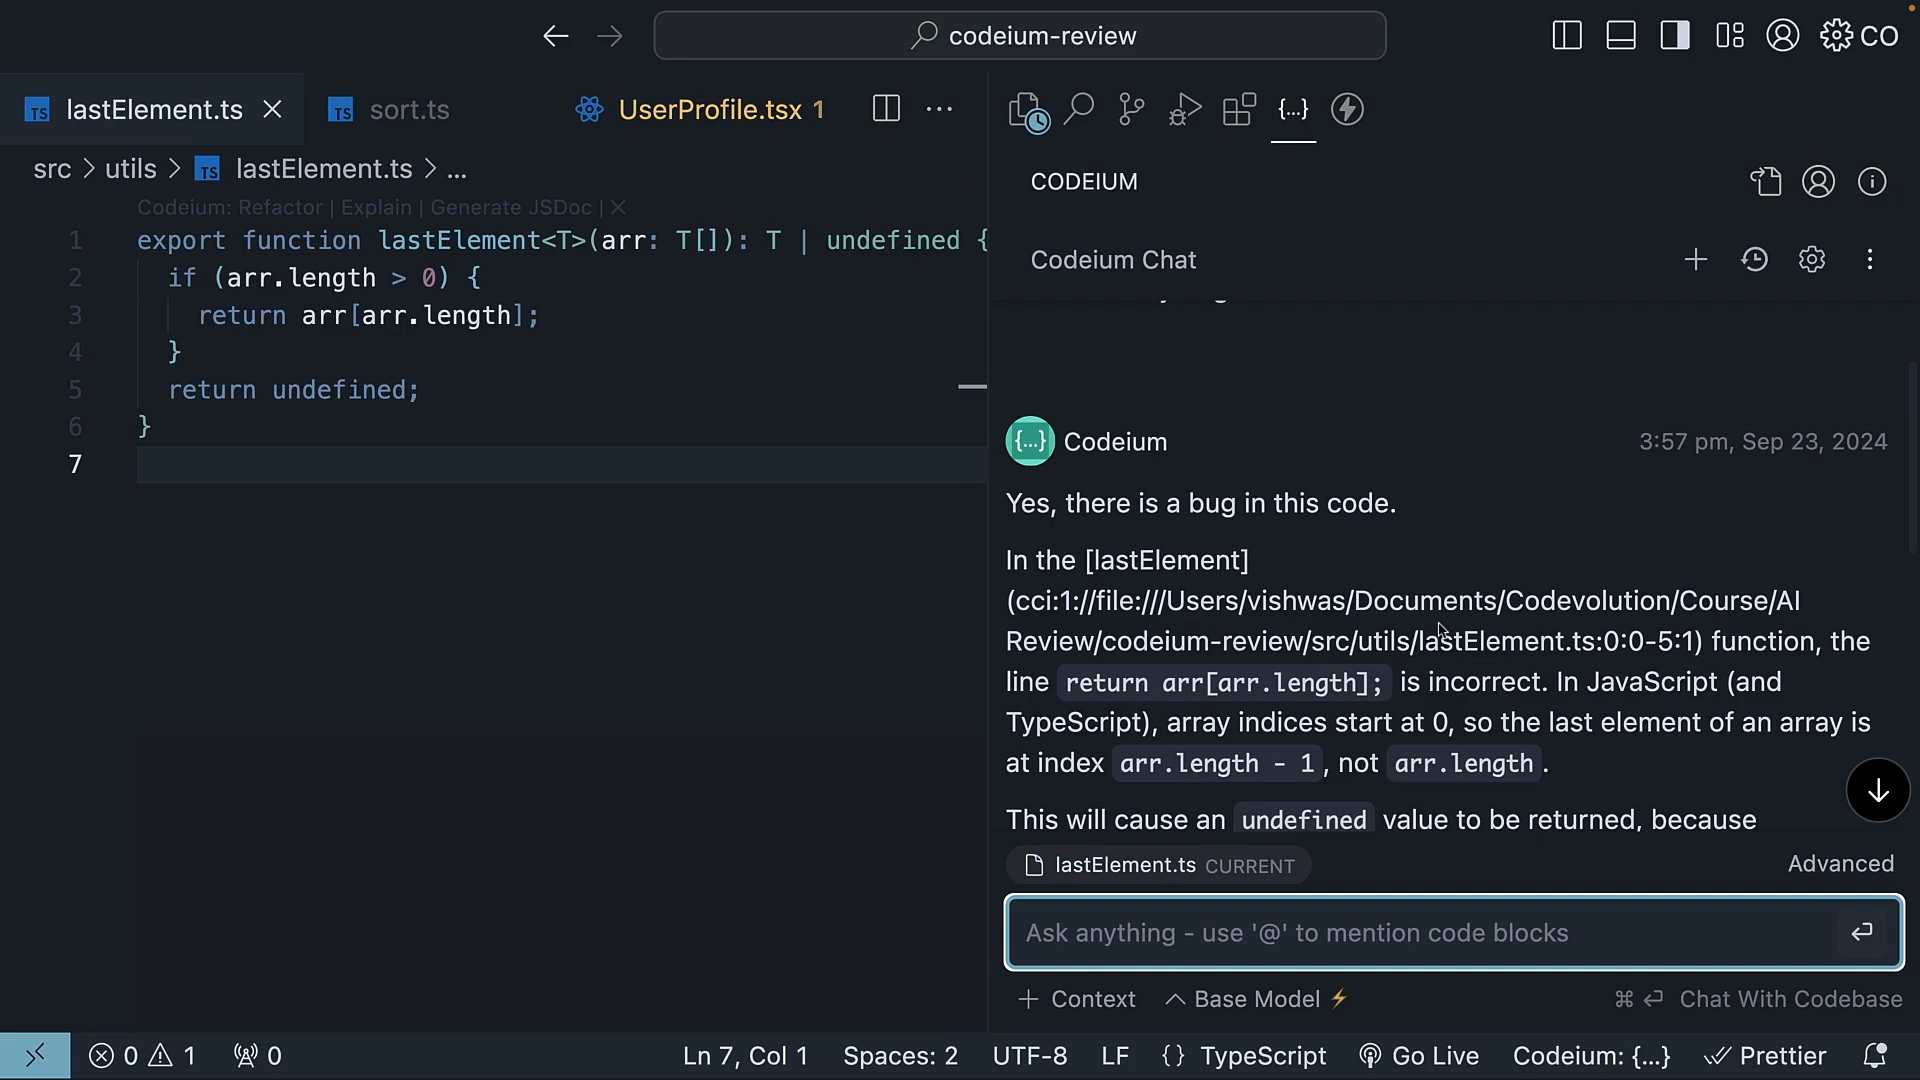 codeium-review
CO
TS lastElement.ts
TS sort.ts
UserProfile.tsx 1
src > utils > TS lastElement.ts > ...
Codeium: Refactor | Explain | Generate JSDoc | ×
1 export function lastElement<T>(arr: T[]): T | undefined {
2 if (arr.length > 0) {
3 return arr[arr.length];
4 }
5 return undefined;
6 }
7
{...}
CODEIUM
Codeium Chat
{...} Codeium
3:57 pm, Sep 23, 2024
Yes, there is a bug in this code.
In the [lastElement]
(cci:1://file:///Users/vishwas/Documents/Codevolution/Course/AI
Review/codeium-review/src/utils/lastElement.ts:0:0-5:1) function, the
line return arr[arr.length]; is incorrect. In JavaScript (and
TypeScript), array indices start at 0, so the last element of an array is
at index arr.length - 1, not arr.length.
This will cause an undefined value to be returned, because
lastElement.ts CURRENT
Advanced
Ask anything - use '@' to mention code blocks
+ Context
Base Model
⌘ Chat With Codebase
0 1 0
Ln 7, Col 1
Spaces: 2
UTF-8
LF
{} TypeScript
Go Live
Codeium: {...}
Prettier